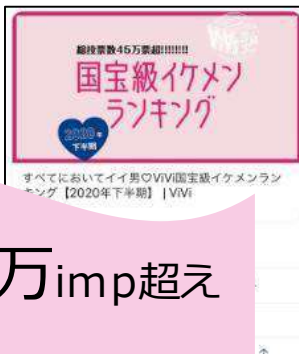 総投票数45万票超!!!!!!!!
国宝級イケメン
ランキング
2020年
下半期
すべてにおいてイイ男♡ViVi国宝級イケメンラン
キング【2020年下半期】 | ViVi
万imp超え